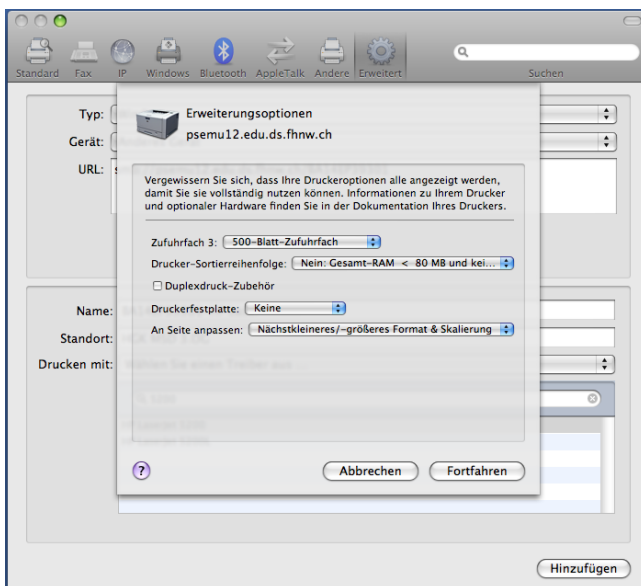 Standard Fax IP Windows Bluetooth AppleTalk Andere Erweitert Suchen
Erweiterungsoptionen
psemu12.edu.ds.fhnw.ch
Typ:
Gerät:
URL:
Vergewissern Sie sich, dass Ihre Druckeroptionen alle angezeigt werden,
damit Sie sie vollständig nutzen können. Informationen zu Ihrem Drucker
und optionaler Hardware finden Sie in der Dokumentation Ihres Druckers.
Zufuhrfach 3: 500-Blatt-Zufuhrfach
Drucker-Sortierreihenfolge: Nein: Gesamt-RAM < 80 MB und kei...
Duplexdruck-Zubehör
Druckerfestplatte: Keine
An Seite anpassen: Nächstkleineres/-größeres Format & Skalierung
Name:
Standort:
Drucken mit:
? Abbrechen Fortfahren
Hinzufügen